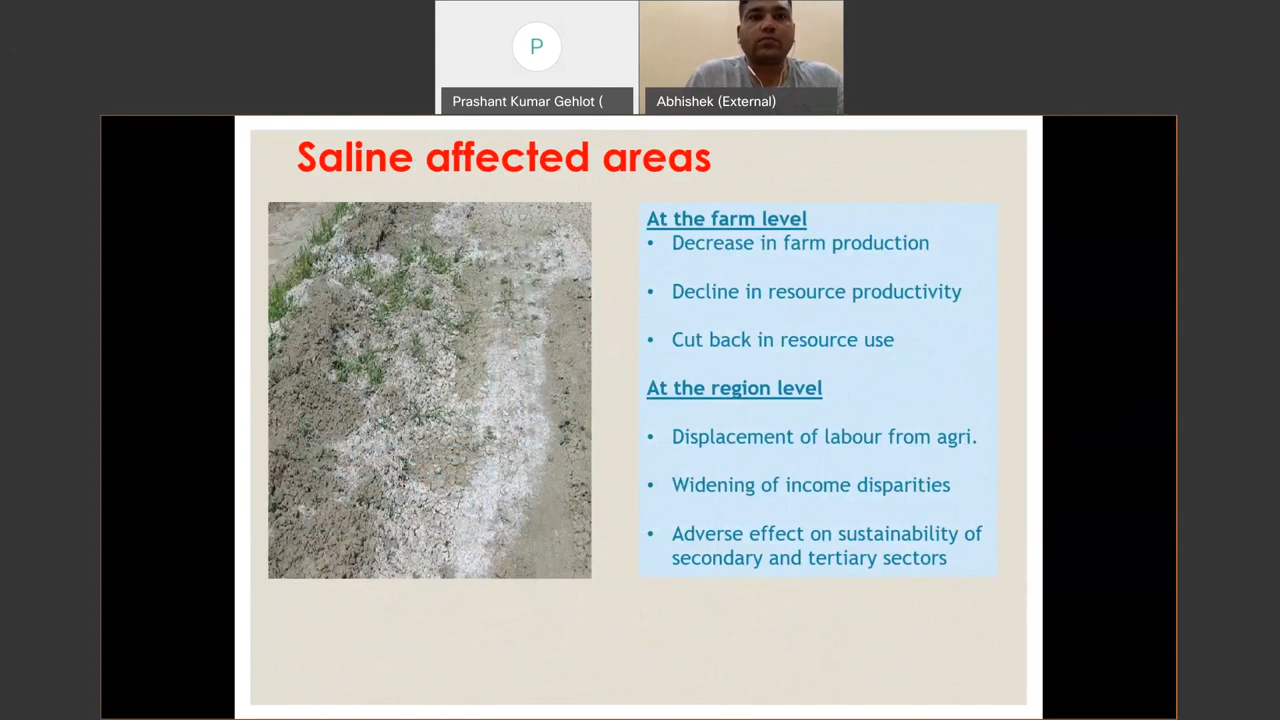 P
Prashant Kumar Gehlot (
Abhishek (External)
Saline affected areas
At the farm level
• Decrease in farm production
• Decline in resource productivity
• Cut back in resource use
At the region level
• Displacement of labour from agri.
• Widening of income disparities
• Adverse effect on sustainability of
secondary and tertiary sectors